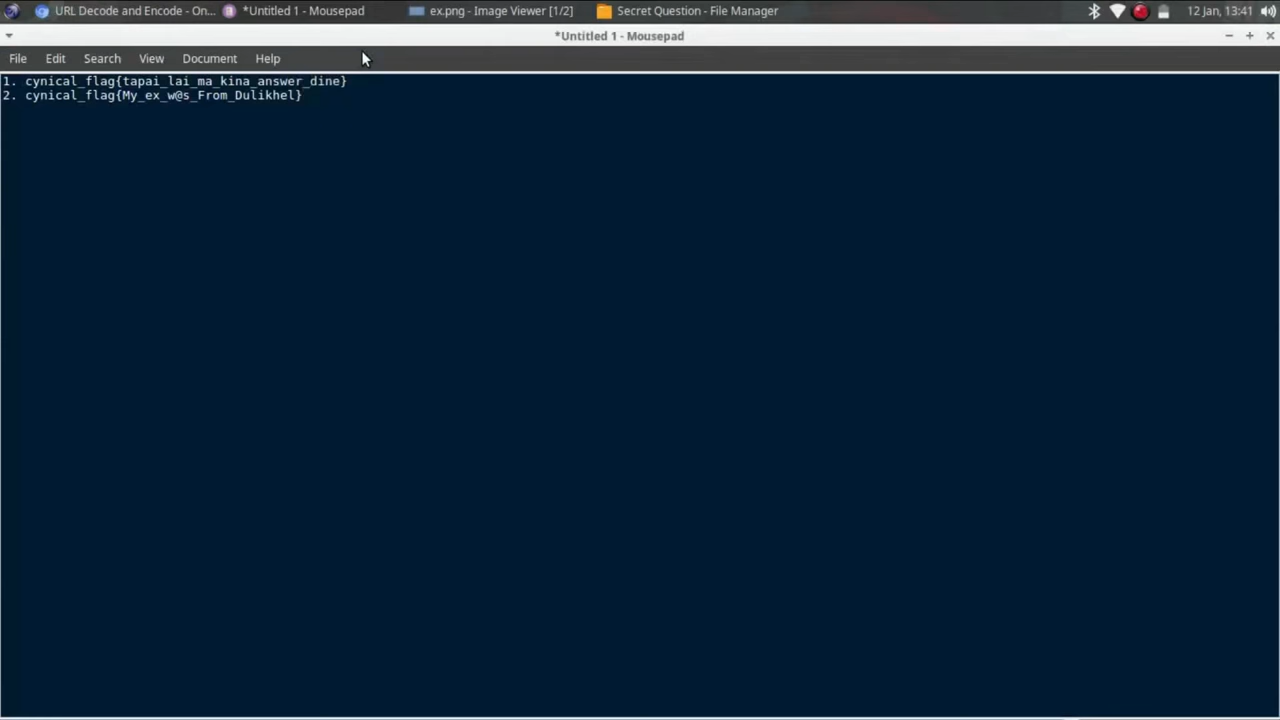 URL Decode and Encode - On... *Untitled 1 - Mousepad ex.png - Image Viewer [1/2] Secret Question - File Manager 12 Jan, 13:41
*Untitled 1 - Mousepad
File Edit Search View Document Help
1. cynical_flag{tapai_lai_ma_kina_answer_dine}
2. cynical_flag{My_ex_w@s_From_Dulikhel}